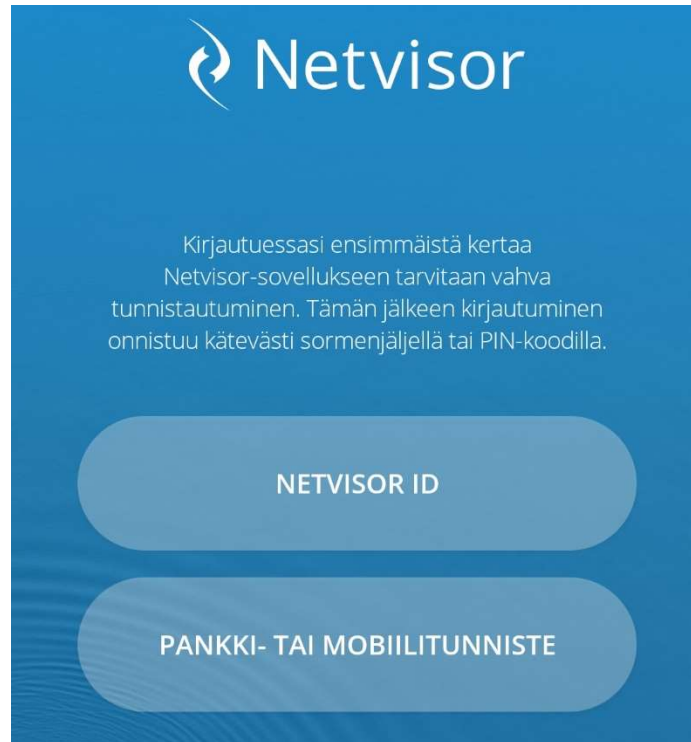 Netvisor
Kirjautuessasi ensimmäistä kertaa
Netvisor-sovellukseen tarvitaan vahva
tunnistautuminen. Tämän jälkeen kirjautuminen
onnistuu kätevästi sormenjäljellä tai PIN-koodilla.
NETVISOR ID
PANKKI- TAI MOBIILITUNNISTE